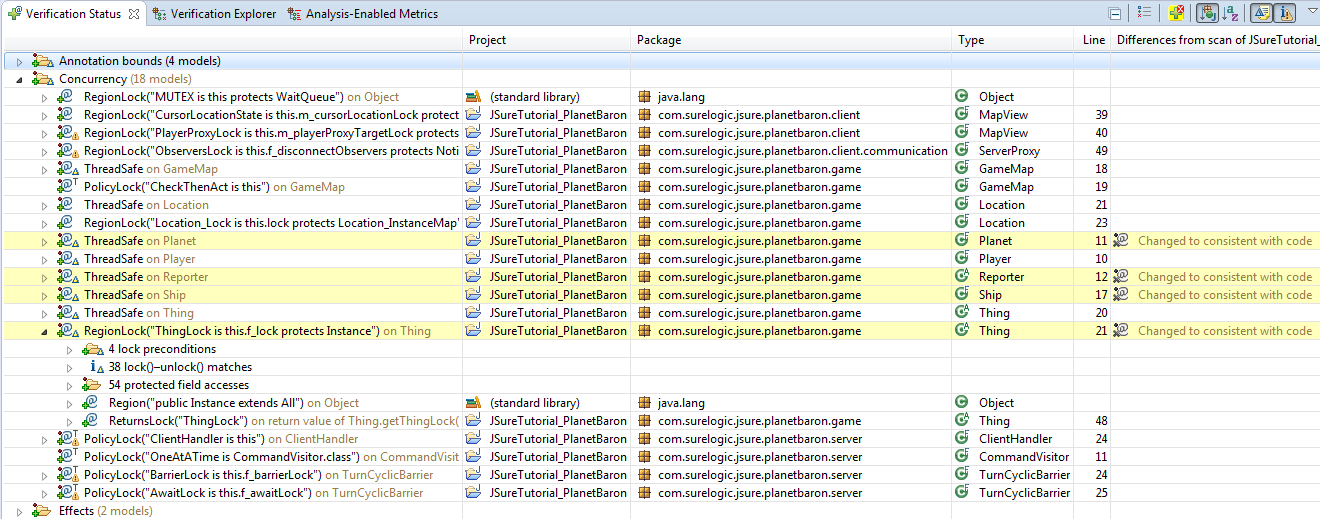 Verification Status Verification Explorer Analysis-Enabled Metrics
Project Package Type Line Differences from scan of JSureTutorial_
Annotation bounds (4 models)
Concurrency (18 models)
RegionLock("MUTEX is this protects WaitQueue") on Object (standard library) java.lang Object
RegionLock("CursorLocationState is this.m_cursorLocationLock protect JSureTutorial_PlanetBaron com.surelogic.jsure.planetbaron.client MapView 39
RegionLock("PlayerProxyLock is this.m_playerProxyTargetLock protects JSureTutorial_PlanetBaron com.surelogic.jsure.planetbaron.client MapView 40
RegionLock("ObserversLock is this.f_disconnectObservers protects Noti JSureTutorial_PlanetBaron com.surelogic.jsure.planetbaron.client.communication ServerProxy 49
ThreadSafe on GameMap JSureTutorial_PlanetBaron com.surelogic.jsure.planetbaron.game GameMap 18
PolicyLock("CheckThenAct is this") on GameMap JSureTutorial_PlanetBaron com.surelogic.jsure.planetbaron.game GameMap 19
ThreadSafe on Location JSureTutorial_PlanetBaron com.surelogic.jsure.planetbaron.game Location 21
RegionLock("Location_Lock is this.lock protects Location_InstanceMap" JSureTutorial_PlanetBaron com.surelogic.jsure.planetbaron.game Location 23
ThreadSafe on Planet JSureTutorial_PlanetBaron com.surelogic.jsure.planetbaron.game Planet 11 Changed to consistent with code
ThreadSafe on Player JSureTutorial_PlanetBaron com.surelogic.jsure.planetbaron.game Player 10
ThreadSafe on Reporter JSureTutorial_PlanetBaron com.surelogic.jsure.planetbaron.game Reporter 12 Changed to consistent with code
ThreadSafe on Ship JSureTutorial_PlanetBaron com.surelogic.jsure.planetbaron.game Ship 17 Changed to consistent with code
ThreadSafe on Thing JSureTutorial_PlanetBaron com.surelogic.jsure.planetbaron.game Thing 20
RegionLock("ThingLock is this.f_lock protects Instance") on Thing JSureTutorial_PlanetBaron com.surelogic.jsure.planetbaron.game Thing 21 Changed to consistent with code
4 lock preconditions
38 lock()–unlock() matches
54 protected field accesses
Region("public Instance extends All") on Object (standard library) java.lang Object
ReturnsLock("ThingLock") on return value of Thing.getThingLock( JSureTutorial_PlanetBaron com.surelogic.jsure.planetbaron.game Thing 48
PolicyLock("ClientHandler is this") on ClientHandler JSureTutorial_PlanetBaron com.surelogic.jsure.planetbaron.server ClientHandler 24
PolicyLock("OneAtATime is CommandVisitor.class") on CommandVisit JSureTutorial_PlanetBaron com.surelogic.jsure.planetbaron.server CommandVisitor 11
PolicyLock("BarrierLock is this.f_barrierLock") on TurnCyclicBarrier JSureTutorial_PlanetBaron com.surelogic.jsure.planetbaron.server TurnCyclicBarrier 24
PolicyLock("AwaitLock is this.f_awaitLock") on TurnCyclicBarrier JSureTutorial_PlanetBaron com.surelogic.jsure.planetbaron.server TurnCyclicBarrier 25
Effects (2 models)